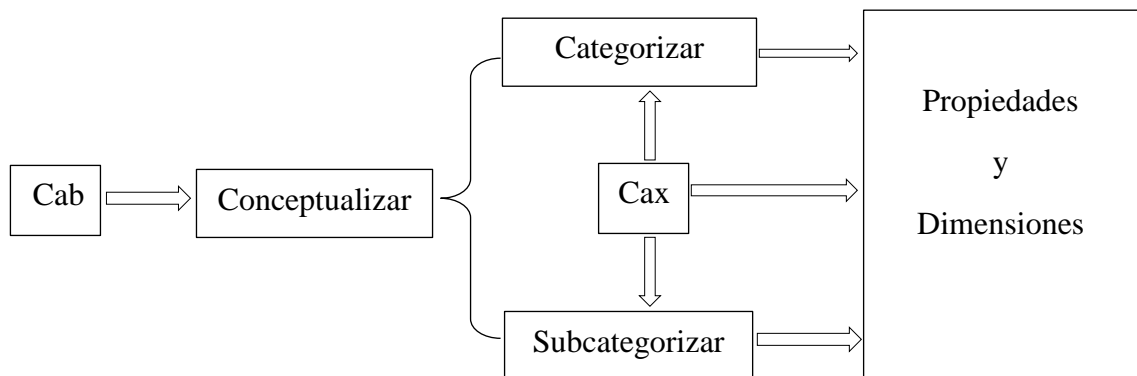 Categorizar
Propiedades
y
Dimensiones
Cab
Conceptualizar
Cax
Subcategorizar